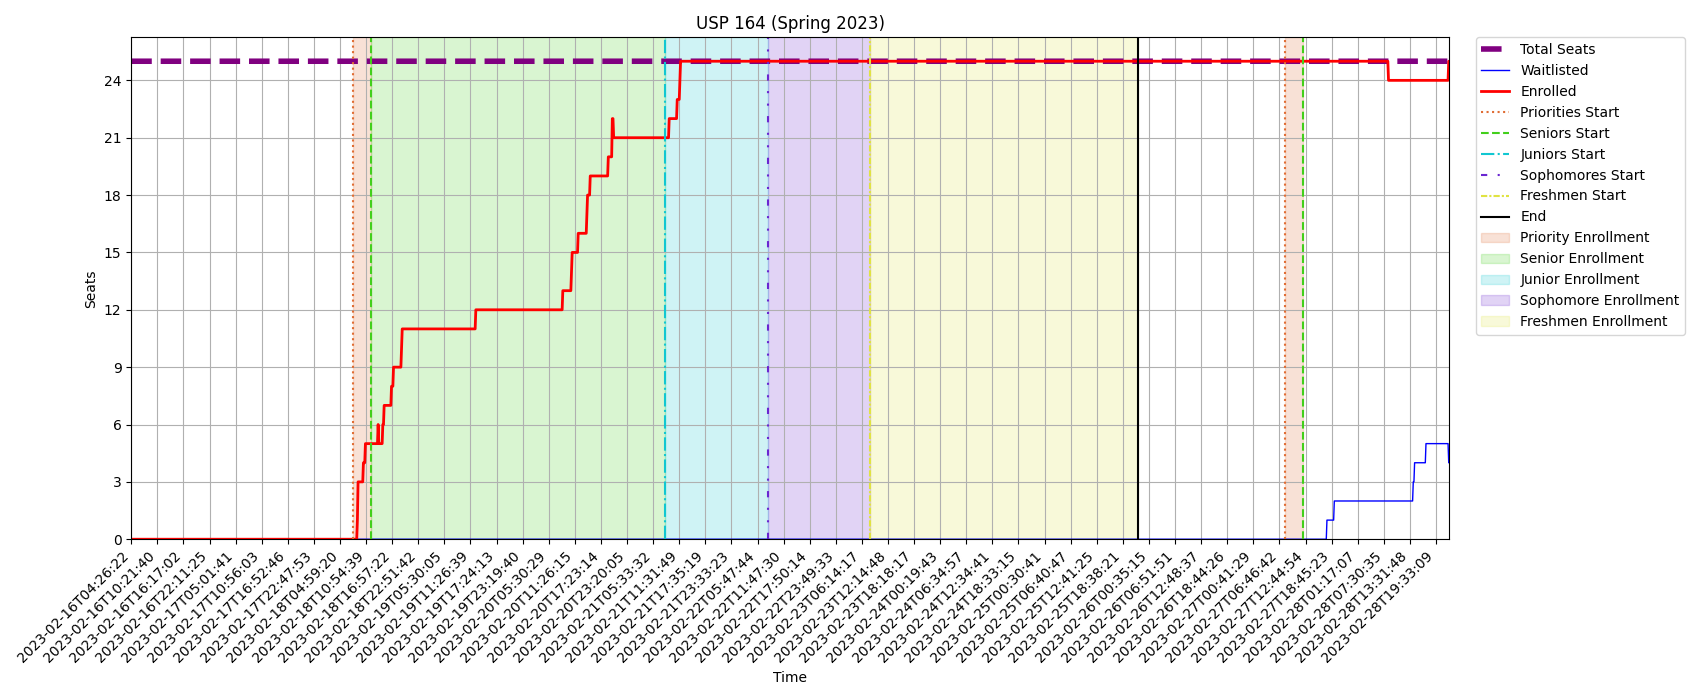 USP 164 (Spring 2023)
Seats
24
21
18
15
12
9
6
3
0
2023-02-16T04:26:22
2023-02-16T10:21:40
2023-02-16T16:17:02
2023-02-16T22:11:25
2023-02-17T05:01:41
2023-02-17T10:56:03
2023-02-17T16:52:46
2023-02-17T22:47:53
2023-02-18T04:59:20
2023-02-18T10:54:39
2023-02-18T16:57:22
2023-02-18T22:51:42
2023-02-19T05:30:05
2023-02-19T11:26:39
2023-02-19T17:24:13
2023-02-19T23:19:40
2023-02-20T05:30:29
2023-02-20T11:26:15
2023-02-20T17:23:14
2023-02-20T23:20:05
2023-02-21T05:33:32
2023-02-21T11:31:49
2023-02-21T17:35:19
2023-02-21T23:33:23
2023-02-22T05:47:44
2023-02-22T11:47:30
2023-02-22T17:50:14
2023-02-22T23:49:33
2023-02-23T06:14:17
2023-02-23T12:14:48
2023-02-23T18:18:17
2023-02-24T00:19:43
2023-02-24T06:34:57
2023-02-24T12:34:41
2023-02-24T18:33:15
2023-02-25T00:30:41
2023-02-25T06:40:47
2023-02-25T12:41:25
2023-02-25T18:38:21
2023-02-26T00:35:15
2023-02-26T06:51:51
2023-02-26T12:48:37
2023-02-26T18:44:26
2023-02-27T00:41:29
2023-02-27T06:46:42
2023-02-27T12:44:54
2023-02-27T18:45:23
2023-02-28T01:17:07
2023-02-28T07:30:35
2023-02-28T13:31:48
2023-02-28T19:33:09
Time
Total Seats
Waitlisted
Enrolled
Priorities Start
Seniors Start
Juniors Start
Sophomores Start
Freshmen Start
End
Priority Enrollment
Senior Enrollment
Junior Enrollment
Sophomore Enrollment
Freshmen Enrollment